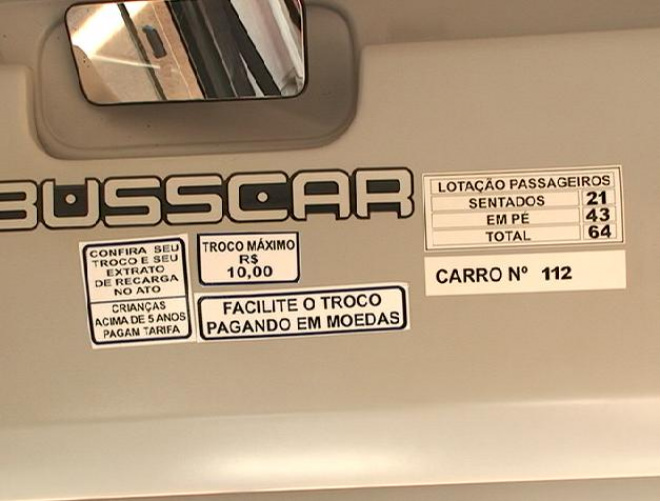 BUSSCAR
LOTAÇÃO PASSAGEIROS
SENTADOS 21
EM PÉ 43
TOTAL 64
CARRO Nº 112
CONFIRA SEU
TROCO E SEU
EXTRATO
DE RECARGA
NO ATO
CRIANÇAS
ACIMA DE 5 ANOS
PAGAM TARIFA
TROCO MÁXIMO
R$
10,00
FACILITE O TROCO
PAGANDO EM MOEDAS